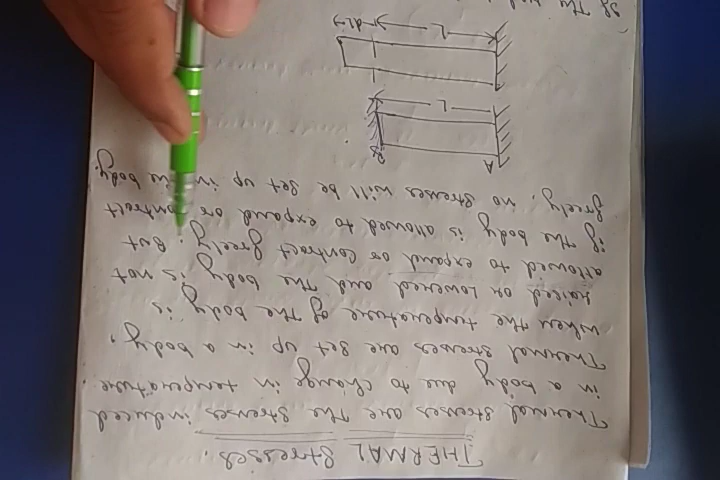 THERMAL Stresses.
Thermal stresses are the stresses induced
in a body due to change in temperature
Thermal stresses are set up in a body,
when the temperature of the body is
raised or Lowered and the body is not
allowed to expand or contract freely. But
if the body is allowed to expand or contract
freely, no stresses will be set up in the body.
A B
L
L dL
of the